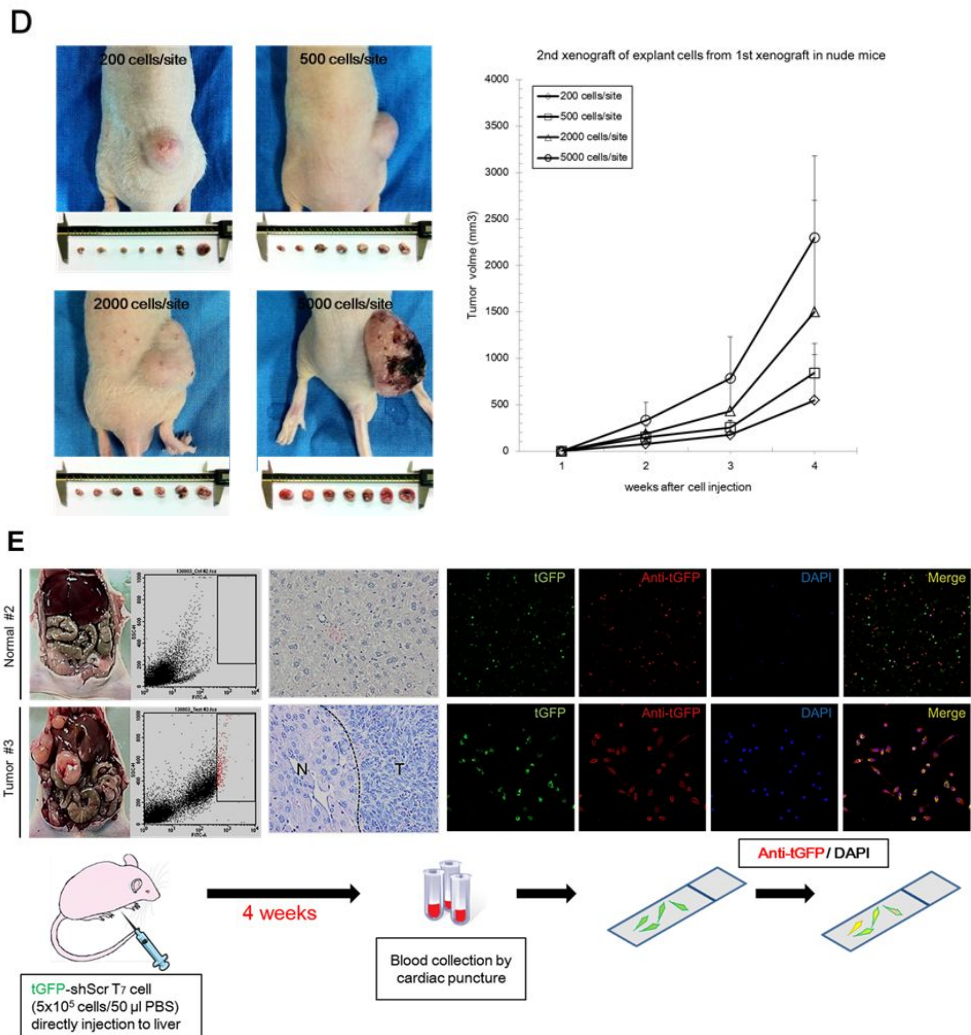 D
200 cells/site
500 cells/site
2000 cells/site
5000 cells/site
2nd xenograft of explant cells from 1st xenograft in nude mice
200 cells/site
500 cells/site
2000 cells/site
5000 cells/site
Tumor volme (mm3)
4000
3500
3000
2500
2000
1500
1000
500
0
1 2 3 4
weeks after cell injection
E
Normal #2
SSC-H
FITC-A
tGFP
Anti-tGFP
DAPI
Merge
Tumor #3
SSC-H
FITC-A
N
T
tGFP
Anti-tGFP
DAPI
Merge
4 weeks
Anti-tGFP / DAPI
Blood collection by
cardiac puncture
tGFP-shScr T7 cell
(5x10⁵ cells/50 µl PBS)
directly injection to liver